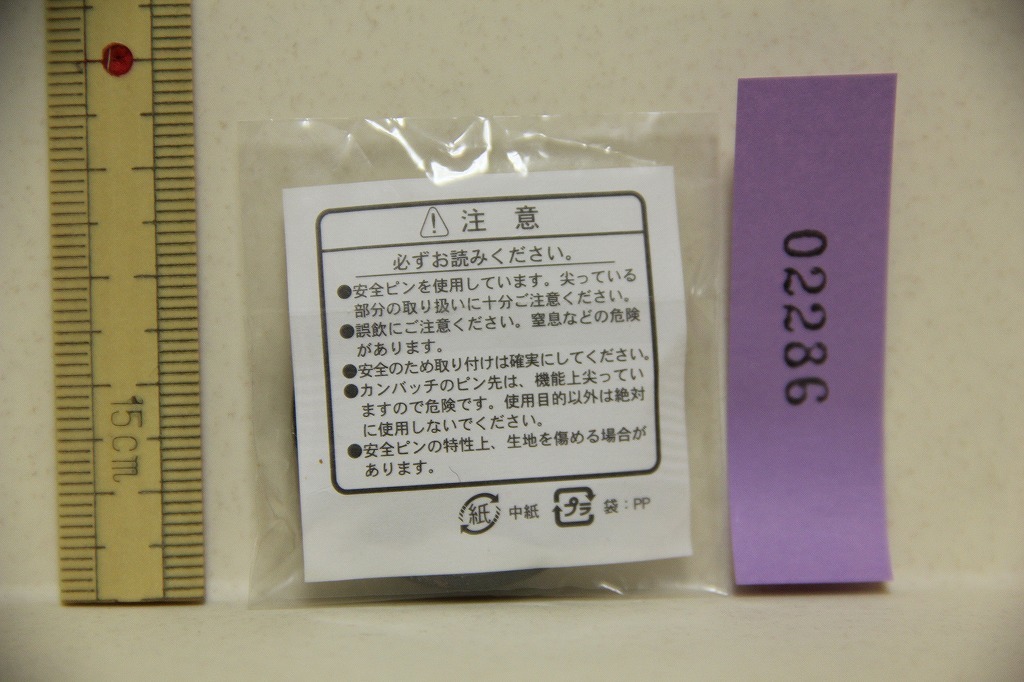 15cm
注 意
必ずお読みください。
●安全ピンを使用しています。尖っている
部分の取り扱いに十分ご注意ください。
●誤飲にご注意ください。窒息などの危険
があります。
●安全のため取り付けは確実にしてください。
●カンバッチのピン先は、機能上尖ってい
ますので危険です。使用目的以外は絶対
に使用しないでください。
●安全ピンの特性上、生地を傷める場合が
あります。
紙 中紙 プラ 袋：PP
02286